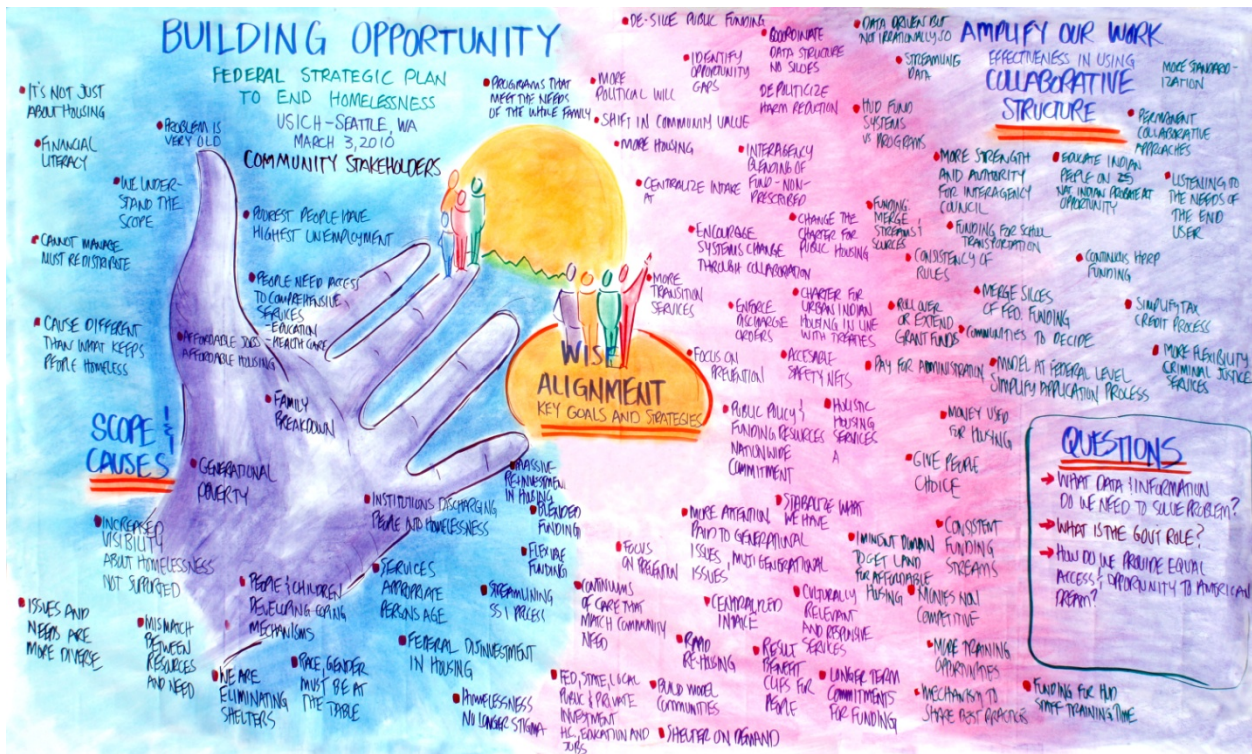 BUILDING OPPORTUNITY
FEDERAL STRATEGIC PLAN
TO END HOMELESSNESS
USICH-SEATTLE, WA
MARCH 3, 2010
COMMUNITY STAKEHOLDERS
IT'S NOT JUST
ABOUT HOUSING
FINANCIAL
LITERACY
PROBLEM IS
VERY OLD
WE UNDER-
STAND THE
SCOPE
CANNOT MANAGE
MUST REDISTRIBUTE
CAUSE DIFFERENT
THAN WHAT KEEPS
PEOPLE HOMELESS
POOREST PEOPLE HAVE
HIGHEST UNEMPLOYMENT
PEOPLE NEED ACCESS
TO COMPREHENSIVE
SERVICES
-EDUCATION
-HEALTH CARE
AFFORDABLE JOBS
AFFORDABLE HOUSING
FAMILY
BREAKDOWN
SCOPE &
CAUSES
GENERATIONAL
POVERTY
INCREASED
VISIBILITY
ABOUT HOMELESSNESS
NOT SUPPORTED
INSTITUTIONS DISCHARGING
PEOPLE INTO HOMELESSNESS
PEOPLE & CHILDREN
DEVELOPING COPING
MECHANISMS
SERVICES
APPROPRIATE
PERSONS AGE
ISSUES AND
NEEDS ARE
MORE DIVERSE
MISMATCH
BETWEEN
RESOURCES
AND NEED
WE ARE
ELIMINATING
SHELTERS
RACE, GENDER
MUST BE AT
THE TABLE
FEDERAL DISINVESTMENT
IN HOUSING
HOMELESSNESS
NO LONGER STIGMA
PROGRAMS THAT
MEET THE NEEDS
OF THE WHOLE FAMILY
WISE
ALIGNMENT
KEY GOALS AND STRATEGIES
DE-SILOE PUBLIC FUNDING
MORE
POLITICAL WILL
IDENTIFY
OPPORTUNITY
GAPS
COORDINATE
DATA STRUCTURE
NO SILOES
DEPOLITICIZE
HARM REDUCTION
SHIFT IN COMMUNITY VALUE
MORE HOUSING
CENTRALIZE INTAKE
AT
INTERAGENCY
BLENDING OF
FUND-NON-
PRESCRIBED
ENCOURAGE
SYSTEMS CHANGE
THROUGH COLLABORATION
CHANGE THE
CHARTER FOR
PUBLIC HOUSING
MORE
TRANSITION
SERVICES
ENFORCE
DISCHARGE
ORDERS
CHARTER FOR
URBAN INDIAN
HOUSING IN LINE
WITH TREATIES
FOCUS ON
PREVENTION
ACCESABLE
SAFETY NETS
PUBLIC POLICY &
FUNDING RESOURCES
NATIONWIDE
COMMITMENT
HOLISTIC
HOUSING
SERVICES
A
MASSIVE
RE-INVESTMENT
IN HOUSING
BLENDED
FUNDING
FLEXIBLE
FUNDING
STREAMLINING
SSI PROCESS
FOCUS
ON PREVENTION
MORE ATTENTION
PAID TO GENERATIONAL
ISSUES, MULTI GENERATIONAL
ISSUES
STABALIZE WHAT
WE HAVE
IMMINENT DOMAIN
TO GET LAND
FOR AFFORDABLE
HOUSING
CONTINUUMS
OF CARE THAT
MATCH COMMUNITY
NEED
CENTRALIZED
INTAKE
CULTURALLY
RELEVANT
AND RESPONSIVE
SERVICES
RAPID
RE-HOUSING
RESULT
BENEFIT
CLIFFS FOR
PEOPLE
LONGER TERM
COMMITMENTS
FOR FUNDING
FED, STATE, LOCAL
PUBLIC & PRIVATE
INVESTMENT
HC, EDUCATION AND
JOBS
BUILD MODEL
COMMUNITIES
SHELTER ON DEMAND
AMPLIFY OUR WORK
EFFECTIVENESS IN USING
COLLABORATIVE
STRUCTURE
DATA DRIVEN BUT
NOT IRRATIONALLY SO
STREAMLING
DATA
MORE STANDARD-
IZATION
HUD FUND
SYSTEMS
VS PROGRAMS
PERMANENT
COLLABORATIVE
APPROACHES
MORE STRENGTH
AND AUTHORITY
FOR INTERAGENCY
COUNCIL
EDUCATE INDIAN
PEOPLE ON
NAT. INDIAN PROBATE AT
OPPORTUNITY
LISTENING TO
THE NEEDS OF
THE END
USER
FUNDING
MERGE
STREAMS &
SOURCES
FUNDING FOR SCHOOL
TRANSPORTATION
CONSISTENCY OF
RULES
FUNDING
MERGE SILOES
OF FED. FUNDING
SIMPLIFY TAX
CREDIT PROCESS
ROLL OVER
OR EXTEND
GRANT FUNDS
COMMUNITIES TO DECIDE
PAY FOR ADMINISTRATION
MODEL AT FEDERAL LEVEL
SIMPLIFY APPLICATION PROCESS
MORE FLEXIBILITY
CRIMINAL JUSTICE
SERVICES
MONEY USED
FOR HOUSING
GIVE PEOPLE
CHOICE
CONSISTENT
FUNDING
STREAMS
MONIES NON
COMPETITIVE
MORE TRAINING
OPPORTUNITIES
MECHANISM TO
SHARE BEST PRACTICES
FUNDING FOR HUD
STAFF TRAINING TIME
QUESTIONS
WHAT DATA & INFORMATION
DO WE NEED TO SOLVE PROBLEM?
WHAT IS THE GOV'T ROLE?
HOW DO WE PROVIDE EQUAL
ACCESS & OPPORTUNITY TO AMERICAN
DREAM?